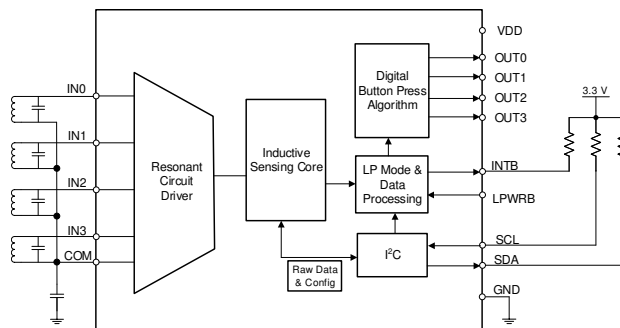 VDD
OUT0
OUT1
OUT2
OUT3
Digital
Button Press
Algorithm
3.3 V
IN0
IN1
IN2
IN3
COM
Resonant
Circuit
Driver
Inductive
Sensing Core
LP Mode &
Data
Processing
INTB
LPWRB
SCL
SDA
I²C
Raw Data
& Config
GND